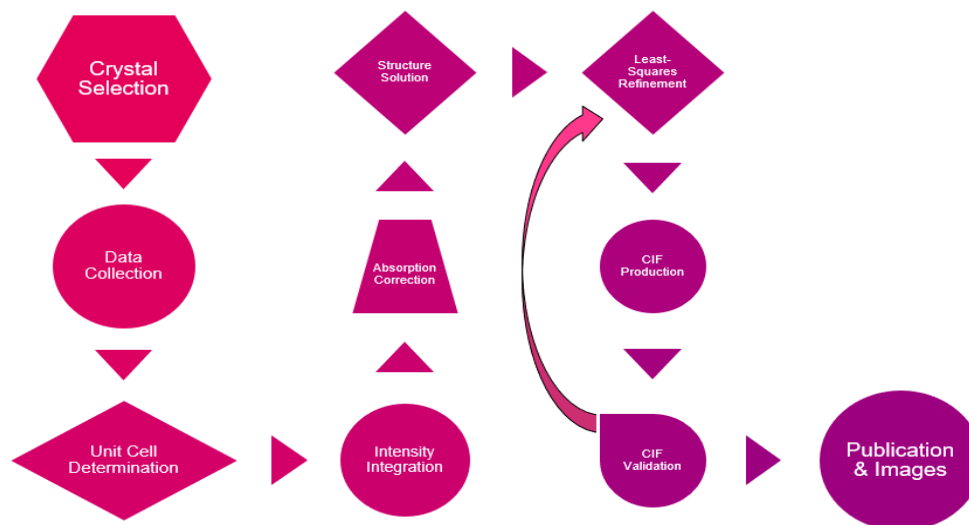 Crystal
Selection
Data
Collection
Unit Cell
Determination
Intensity
Integration
Absorption
Correction
Structure
Solution
Least-
Squares
Refinement
CIF
Production
CIF
Validation
Publication
& Images